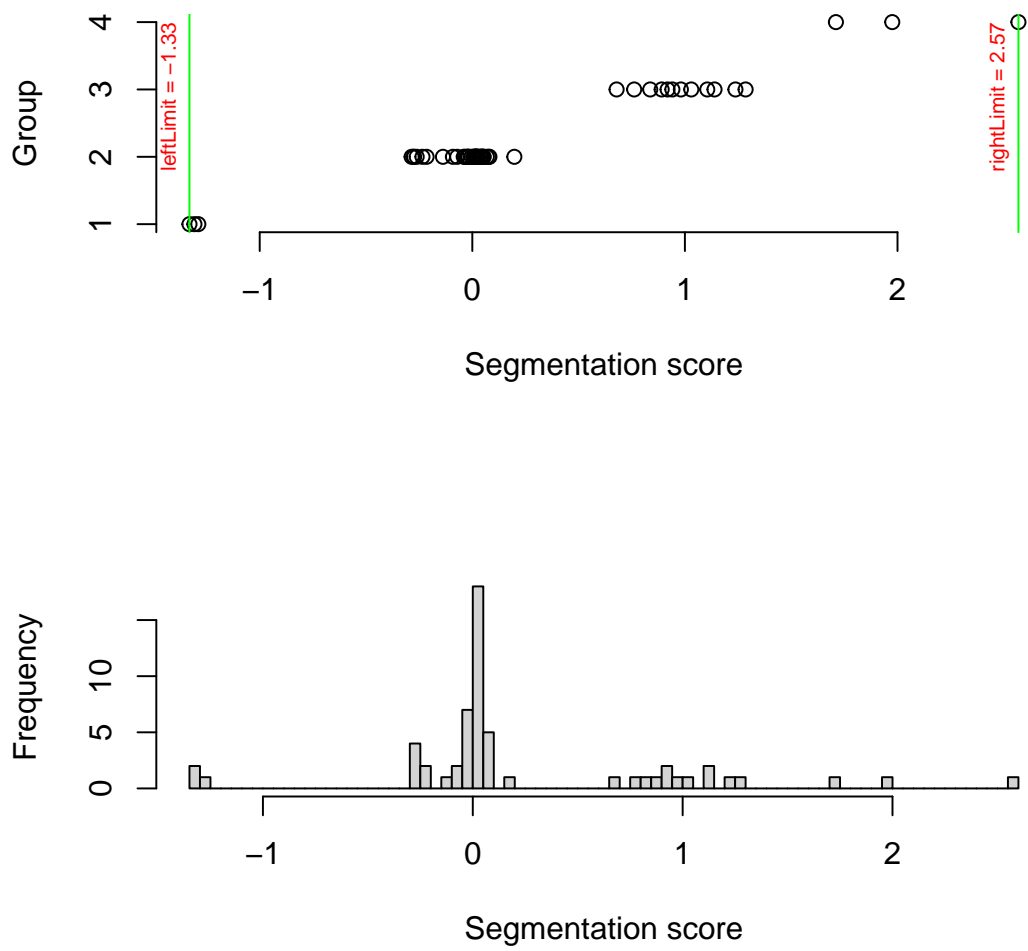 4
3
2
1
Group
leftLimit = −1.33
rightLimit = 2.57
−1 0 1 2
Segmentation score
10
5
0
Frequency
−1 0 1 2
Segmentation score